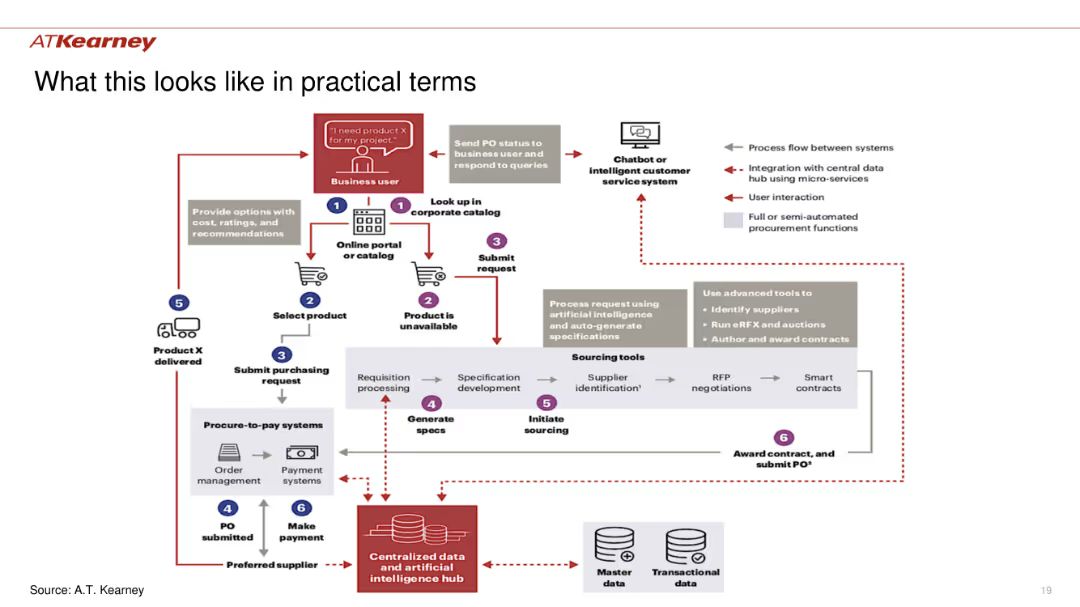 ATKearney
What this looks like in practical terms
"I need product X
for my project."
Business user
Send PO status to
business user and
respond to queries
Chatbot or
intelligent customer
service system
Process flow between systems
Integration with central data
hub using micro-services
User interaction
Full or semi-automated
procurement functions
Provide options with
cost, ratings, and
recommendations
1
1
Look up in
corporate catalog
Online portal
or catalog
3
Submit
request
5
Product X
delivered
2
Select product
2
Product is
unavailable
Process request using
artificial intelligence
and auto-generate
specifications
Use advanced tools to
• Identify suppliers
• Run eRFX and auctions
• Author and award contracts
3
Submit purchasing
request
Sourcing tools
Requisition
processing
Specification
development
Supplier
identification¹
RFP
negotiations
Smart
contracts
4
Generate
specs
5
Initiate
sourcing
6
Award contract, and
submit PO²
Procure-to-pay systems
Order
management
Payment
systems
4
PO
submitted
6
Make
payment
Preferred supplier
Centralized data
and artificial
intelligence hub
Master
data
Transactional
data
Source: A.T. Kearney
19